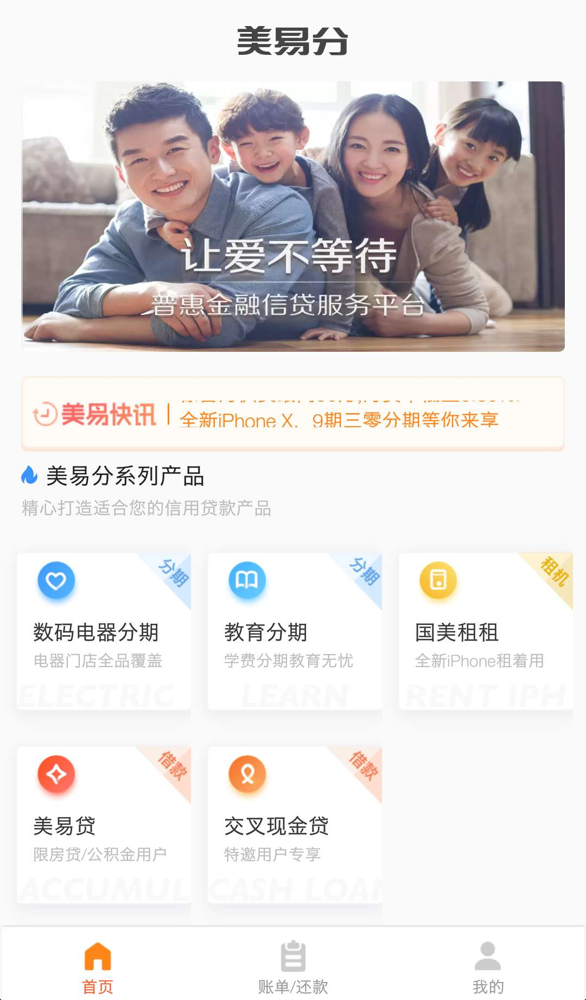 美易分
让爱不等待
普惠金融信贷服务平台
美易快讯
全新iPhone X，9期三零分期等你来享
美易分系列产品
精心打造适合您的信用贷款产品
分期
数码电器分期
电器门店全品覆盖
ELECTRIC
分期
教育分期
学费分期教育无忧
LEARN
租机
国美租租
全新iPhone租着用
RENT IPH
借款
美易贷
限房贷/公积金用户
ACCUMUL
借款
交叉现金贷
特邀用户专享
CASH LOAN
首页
账单/还款
我的